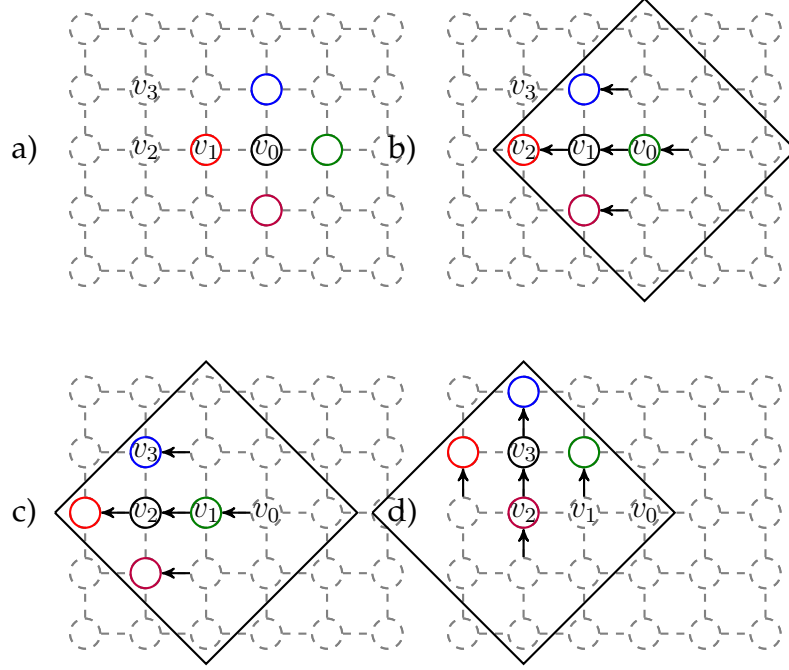 v₃ v₃
a) v₂ v₁ v₀ b) v₂ v₁ v₀
v₃ v₃
c) v₂ v₁ v₀ d) v₂ v₁ v₀